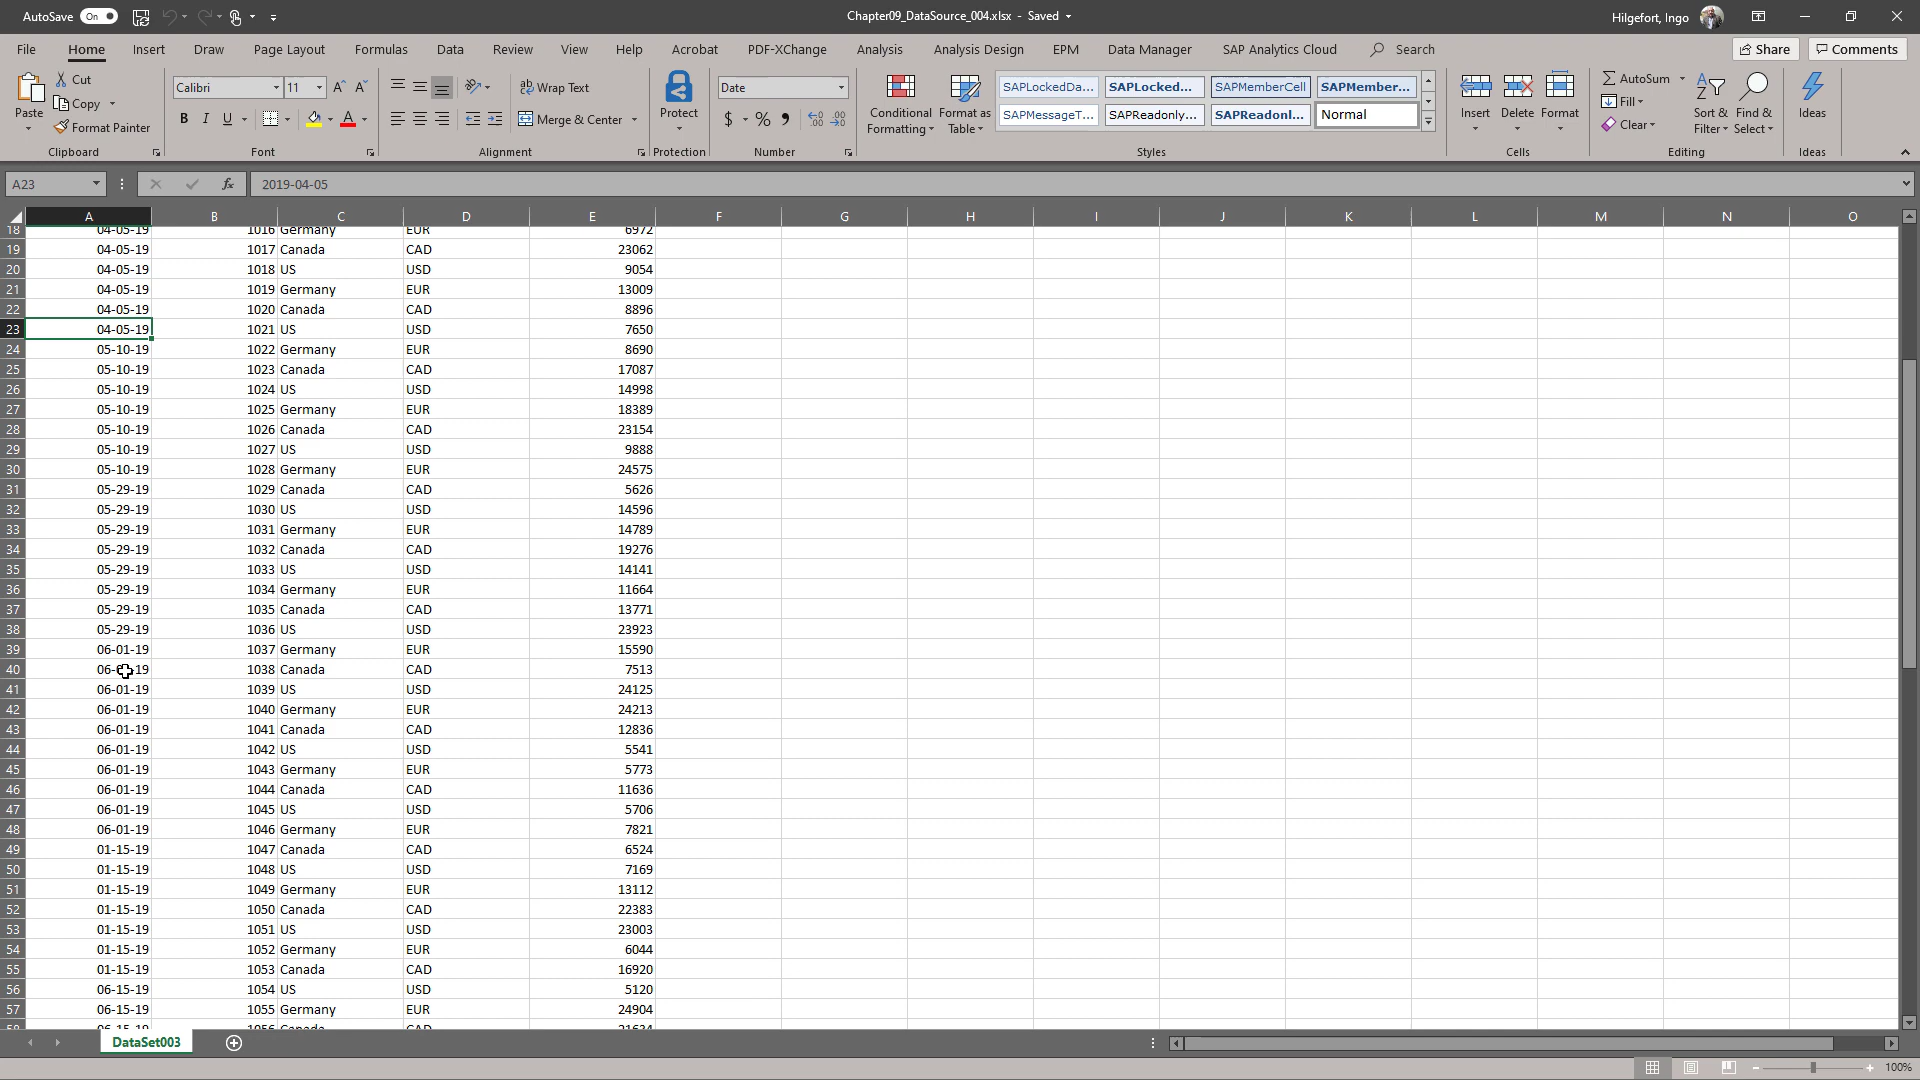 AutoSave On
Chapter09_DataSource_004.xlsx - Saved
Hilgefort, Ingo
File Home Insert Draw Page Layout Formulas Data Review View Help Acrobat PDF-XChange Analysis Analysis Design EPM Data Manager SAP Analytics Cloud Search Share Comments
Paste
Cut
Copy
Format Painter
Clipboard
Calibri 11
B I U
Font
Wrap Text
Merge & Center
Alignment
Protect
Protection
Date
$ % ,
Number
Conditional Formatting
Format as Table
SAPLockedDa... SAPLocked... SAPMemberCell SAPMember...
SAPMessageT... SAPReadonly... SAPReadonl... Normal
Styles
Insert Delete Format
Cells
AutoSum
Fill
Clear
Sort & Filter
Find & Select
Editing
Ideas
Ideas
A23 fx 2019-04-05
A B C D E F G H I J K L M N O
18 04-05-19 1016 Germany EUR 6972
19 04-05-19 1017 Canada CAD 23062
20 04-05-19 1018 US USD 9054
21 04-05-19 1019 Germany EUR 13009
22 04-05-19 1020 Canada CAD 8896
23 04-05-19 1021 US USD 7650
24 05-10-19 1022 Germany EUR 8690
25 05-10-19 1023 Canada CAD 17087
26 05-10-19 1024 US USD 14998
27 05-10-19 1025 Germany EUR 18389
28 05-10-19 1026 Canada CAD 23154
29 05-10-19 1027 US USD 9888
30 05-10-19 1028 Germany EUR 24575
31 05-29-19 1029 Canada CAD 5626
32 05-29-19 1030 US USD 14596
33 05-29-19 1031 Germany EUR 14789
34 05-29-19 1032 Canada CAD 19276
35 05-29-19 1033 US USD 14141
36 05-29-19 1034 Germany EUR 11664
37 05-29-19 1035 Canada CAD 13771
38 05-29-19 1036 US USD 23923
39 06-01-19 1037 Germany EUR 15590
40 06-01-19 1038 Canada CAD 7513
41 06-01-19 1039 US USD 24125
42 06-01-19 1040 Germany EUR 24213
43 06-01-19 1041 Canada CAD 12836
44 06-01-19 1042 US USD 5541
45 06-01-19 1043 Germany EUR 5773
46 06-01-19 1044 Canada CAD 11636
47 06-01-19 1045 US USD 5706
48 06-01-19 1046 Germany EUR 7821
49 01-15-19 1047 Canada CAD 6524
50 01-15-19 1048 US USD 7169
51 01-15-19 1049 Germany EUR 13112
52 01-15-19 1050 Canada CAD 22383
53 01-15-19 1051 US USD 23003
54 01-15-19 1052 Germany EUR 6044
55 01-15-19 1053 Canada CAD 16920
56 06-15-19 1054 US USD 5120
57 06-15-19 1055 Germany EUR 24904
58 06-15-19 1056 Canada CAD 21634
DataSet003
100%